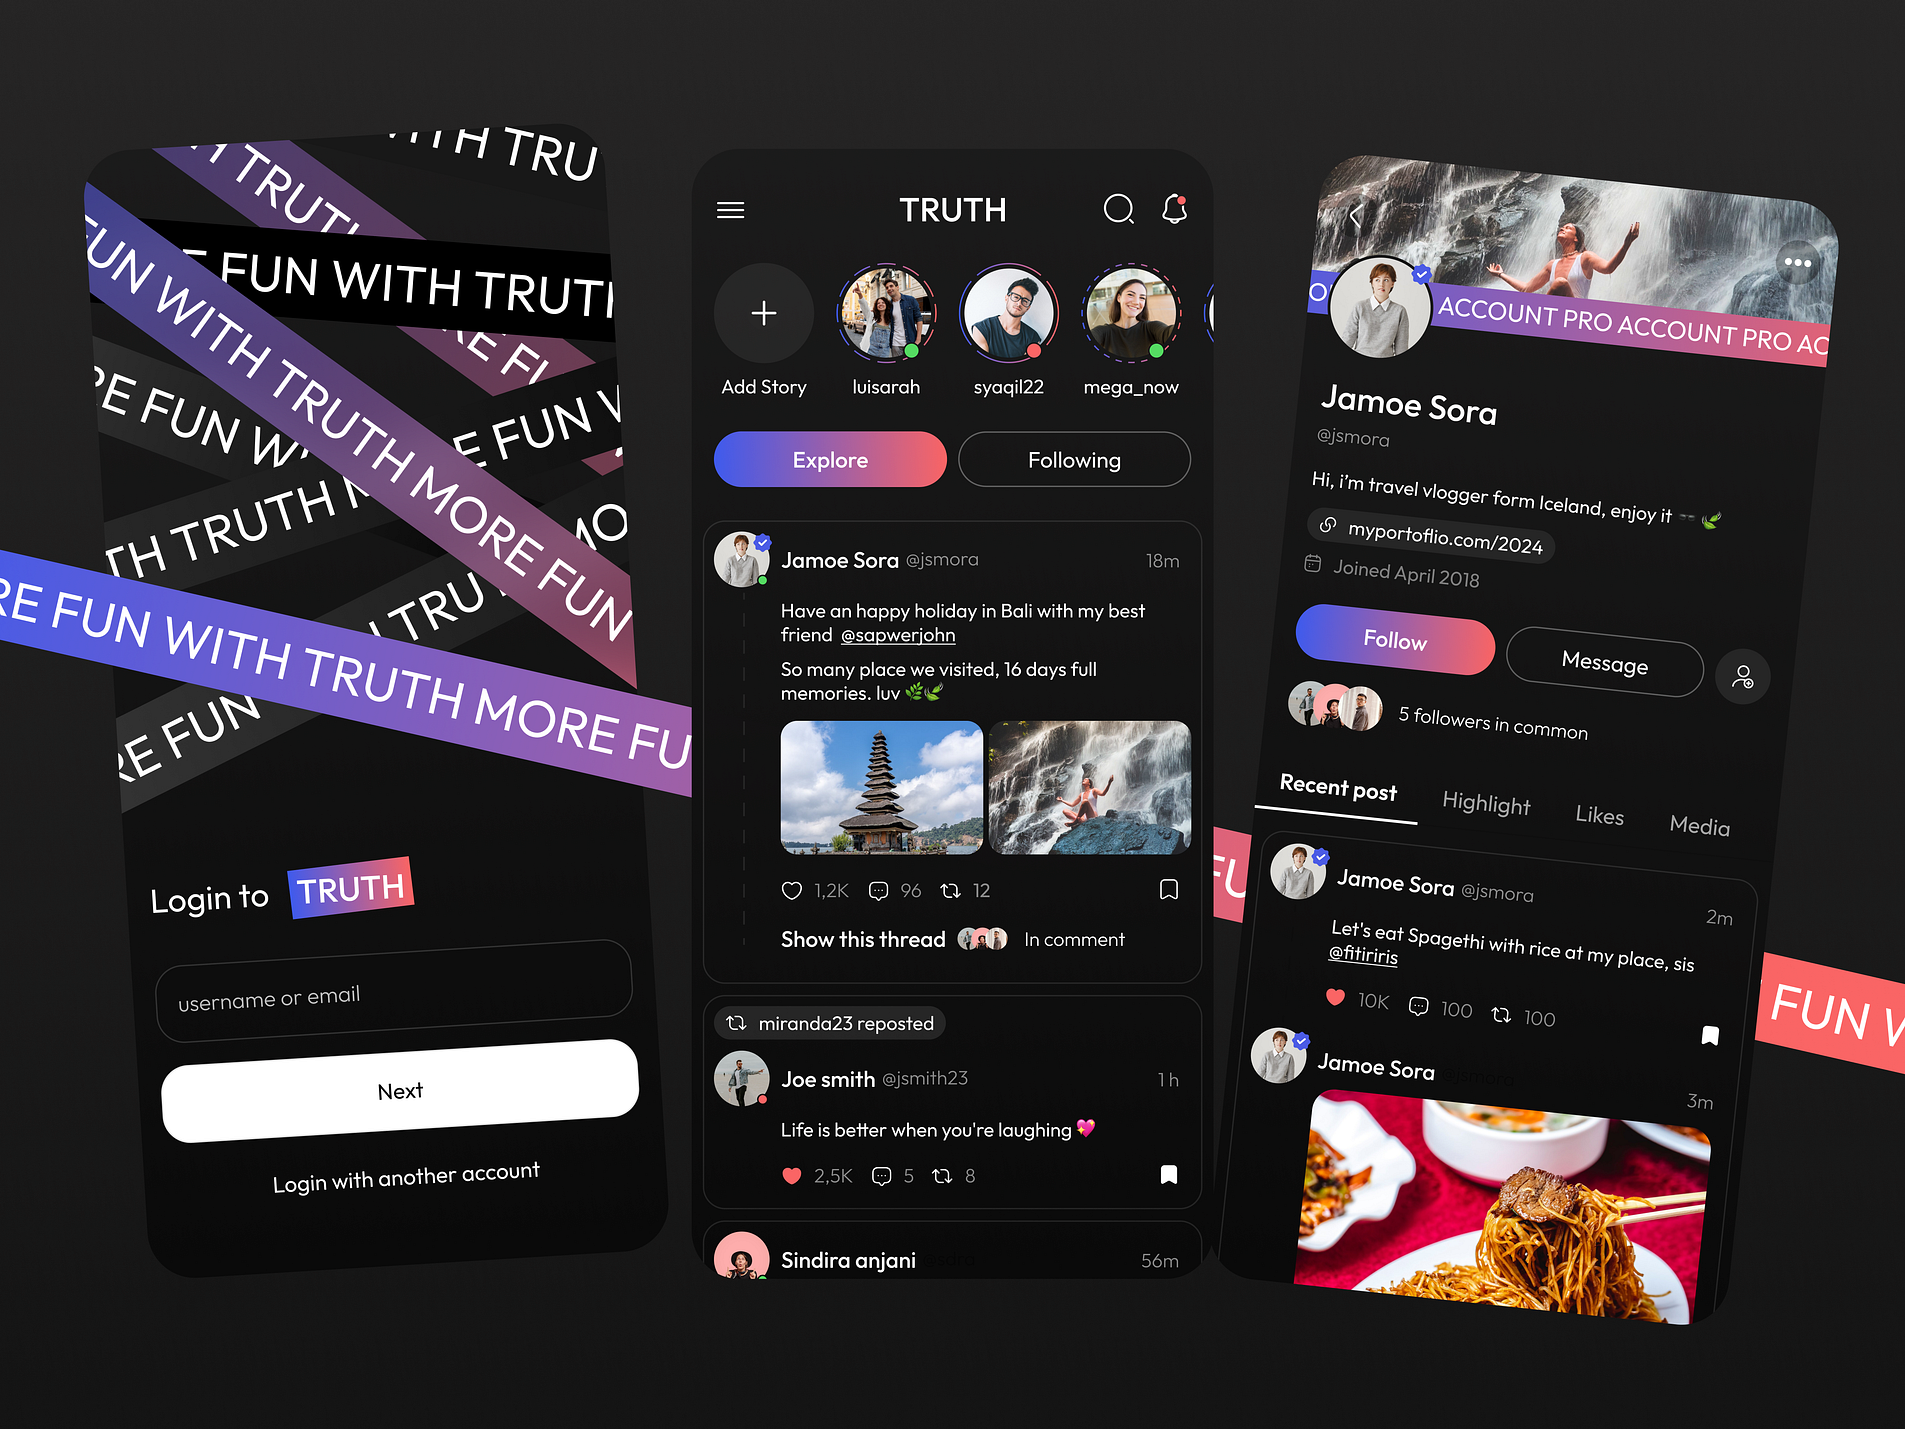 WITH TRU
H TRUTH
FUN WITH TRUTH
RE FU
FUN WITH TRUTH MORE FUN
RE FUN W
E FUN W
TH TRUTH M
MO
TRU
RE FUN WITH TRUTH MORE FU
RE FUN
Login to TRUTH
username or email
Next
Login with another account
TRUTH
Add Story
luisarah
syaqil22
mega_now
Explore
Following
Jamoe Sora @jsmora 18m
Have an happy holiday in Bali with my best
friend @sapwerjohn
So many place we visited, 16 days full
memories. luv 🌿🌿
1,2K 96 12
Show this thread In comment
miranda23 reposted
Joe smith @jsmith23 1 h
Life is better when you're laughing 💖
2,5K 5 8
Sindira anjani 56m
FU
O ACCOUNT PRO ACCOUNT PRO AC
Jamoe Sora
@jsmora
Hi, i'm travel vlogger form Iceland, enjoy it 🕶️ 🌿
myportoflio.com/2024
Joined April 2018
Follow
Message
5 followers in common
Recent post
Highlight
Likes
Media
Jamoe Sora @jsmora 2m
Let's eat Spagethi with rice at my place, sis
@fitiriris
10K 100 100
Jamoe Sora @jsmora 3m
FUN W